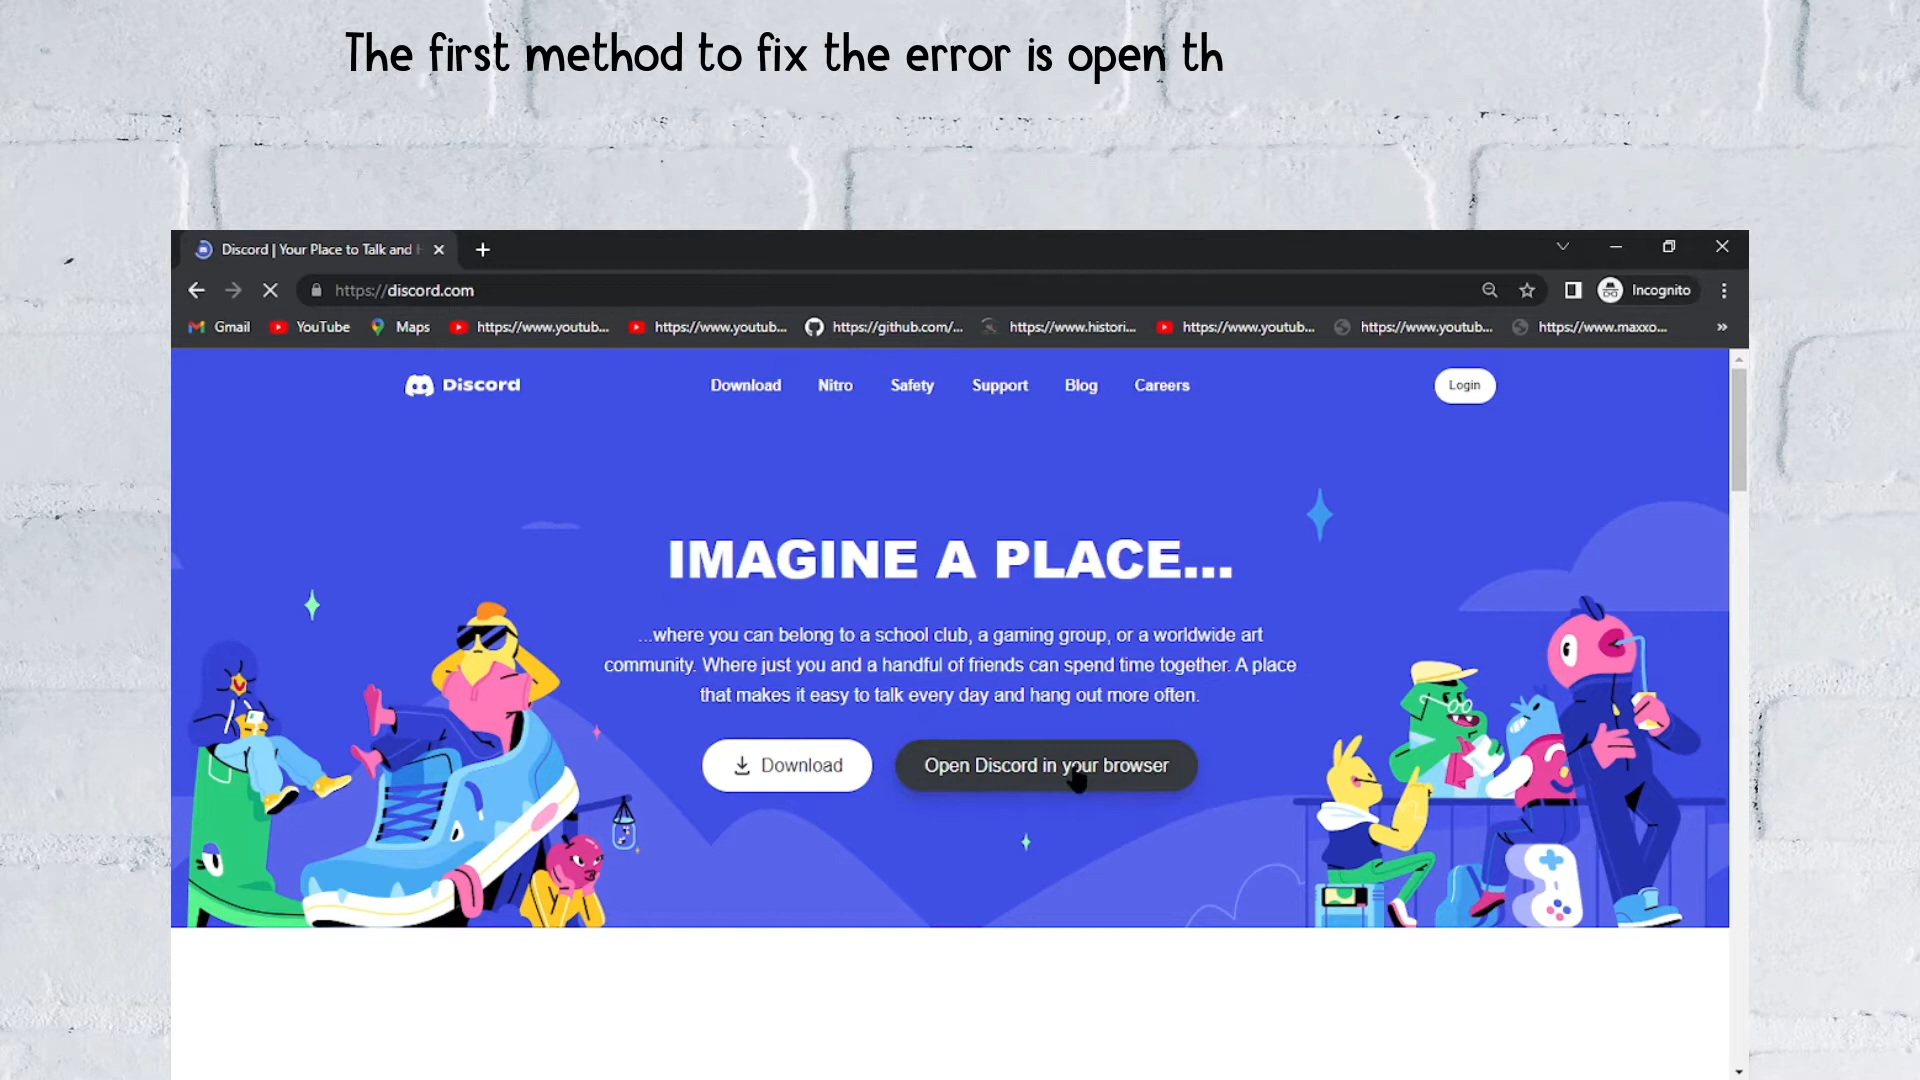 The first method to fix the error is open th
Discord | Your Place to Talk and H
https://discord.com
Incognito
Gmail
YouTube
Maps
https://www.youtub...
https://www.youtub...
https://github.com/...
https://www.histori...
https://www.youtub...
https://www.youtub...
https://www.maxxo...
»
Discord
Download
Nitro
Safety
Support
Blog
Careers
Login
IMAGINE A PLACE...
...where you can belong to a school club, a gaming group, or a worldwide art
community. Where just you and a handful of friends can spend time together. A place
that makes it easy to talk every day and hang out more often.
Download
Open Discord in your browser